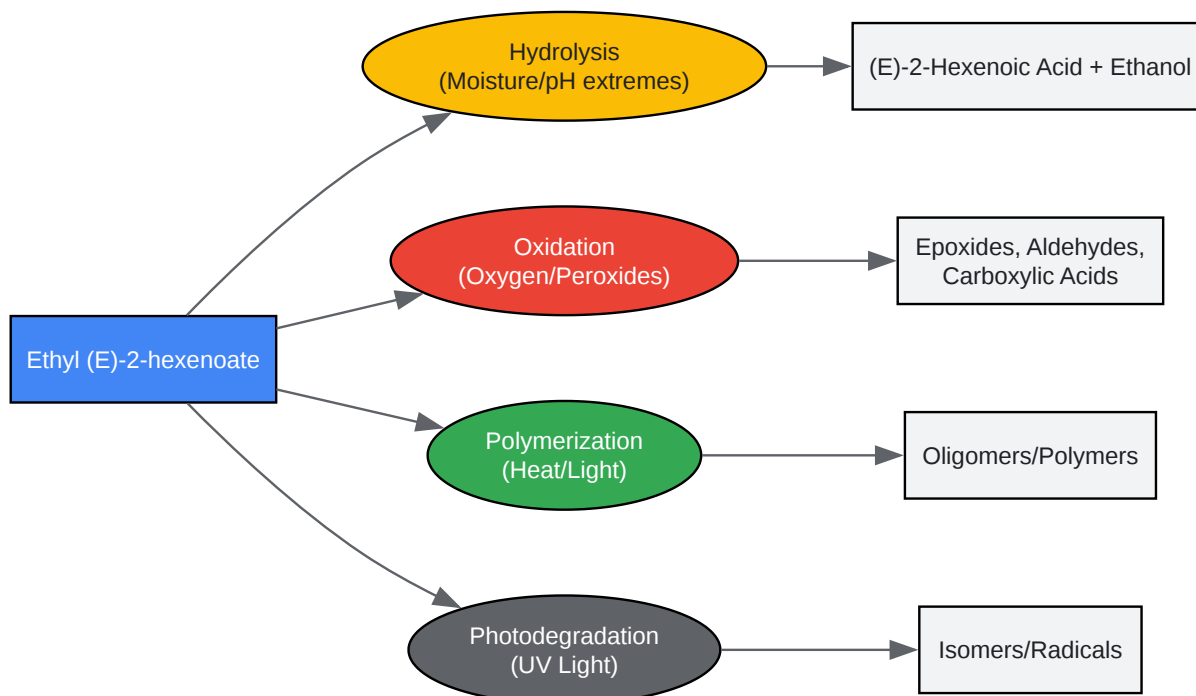 Hydrolysis
(Moisture/pH extremes)
(E)-2-Hexenoic Acid + Ethanol
Oxidation
(Oxygen/Peroxides)
Epoxides, Aldehydes,
Carboxylic Acids
Ethyl (E)-2-hexenoate
Polymerization
(Heat/Light)
Oligomers/Polymers
Photodegradation
(UV Light)
Isomers/Radicals